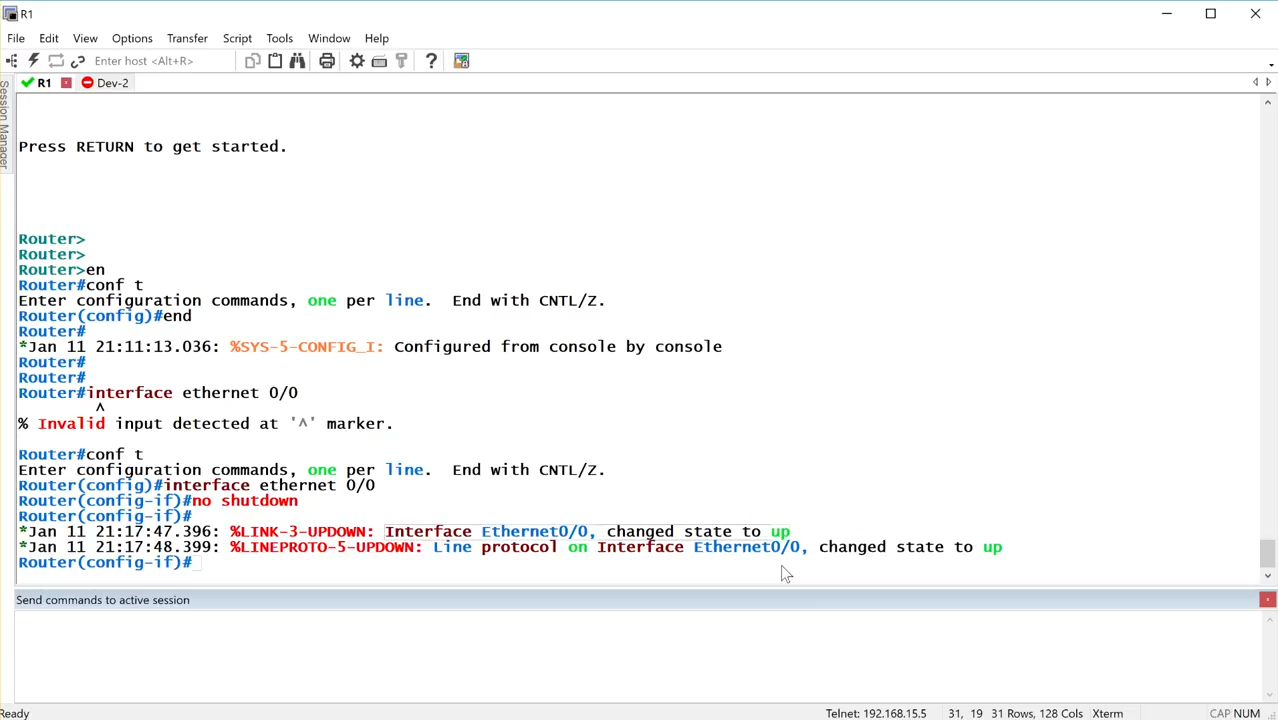 R1
File Edit View Options Transfer Script Tools Window Help
Enter host <Alt+R>
R1 Dev-2
Session Manager
Press RETURN to get started.
Router>
Router>
Router>en
Router#conf t
Enter configuration commands, one per line.  End with CNTL/Z.
Router(config)#end
Router#
*Jan 11 21:11:13.036: %SYS-5-CONFIG_I: Configured from console by console
Router#
Router#
Router#interface ethernet 0/0
^
% Invalid input detected at '^' marker.
Router#conf t
Enter configuration commands, one per line.  End with CNTL/Z.
Router(config)#interface ethernet 0/0
Router(config-if)#no shutdown
Router(config-if)#
*Jan 11 21:17:47.396: %LINK-3-UPDOWN: Interface Ethernet0/0, changed state to up
*Jan 11 21:17:48.399: %LINEPROTO-5-UPDOWN: Line protocol on Interface Ethernet0/0, changed state to up
Router(config-if)#
Send commands to active session
Ready Telnet: 192.168.15.5 31, 19 31 Rows, 128 Cols Xterm CAP NUM